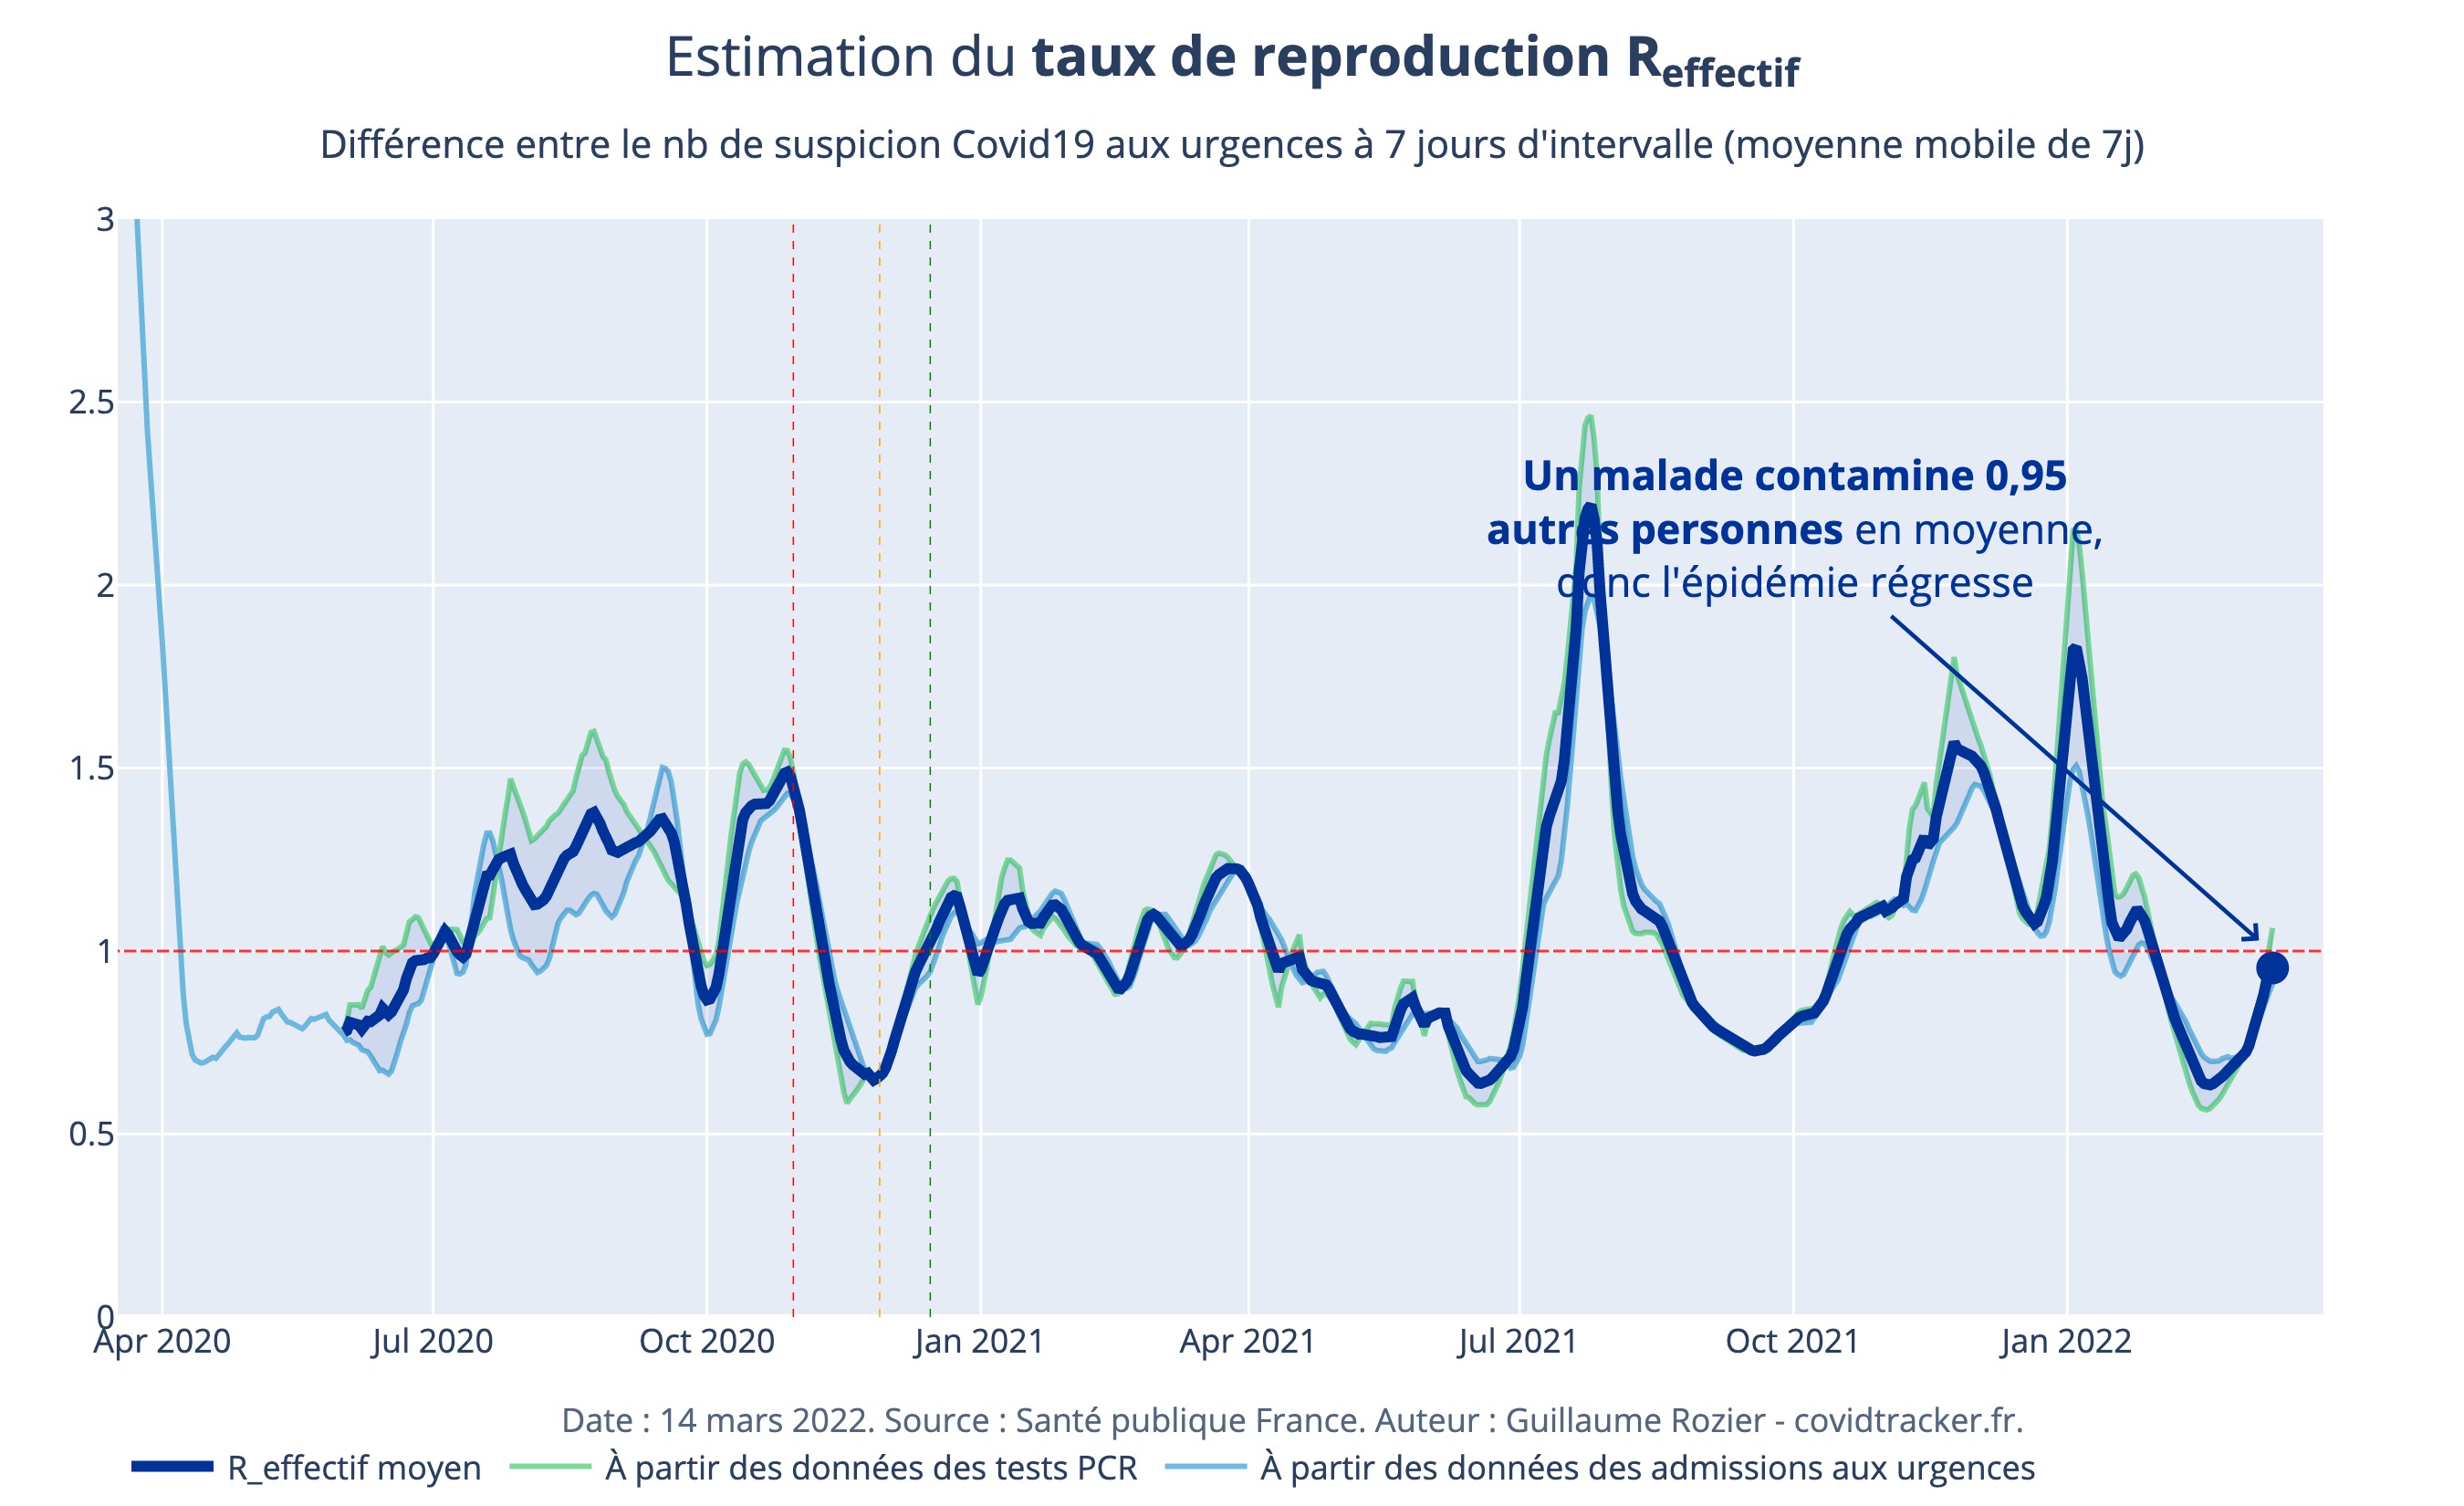 Estimation du taux de reproduction Reffectif
Différence entre le nb de suspicion Covid19 aux urgences à 7 jours d'intervalle (moyenne mobile de 7j)
3
2.5
2
1.5
1
0.5
0
Un malade contamine 0,95
autres personnes en moyenne,
donc l'épidémie régresse
Apr 2020
Jul 2020
Oct 2020
Jan 2021
Apr 2021
Jul 2021
Oct 2021
Jan 2022
Date : 14 mars 2022. Source : Santé publique France. Auteur : Guillaume Rozier - covidtracker.fr.
R_effectif moyen
À partir des données des tests PCR
À partir des données des admissions aux urgences